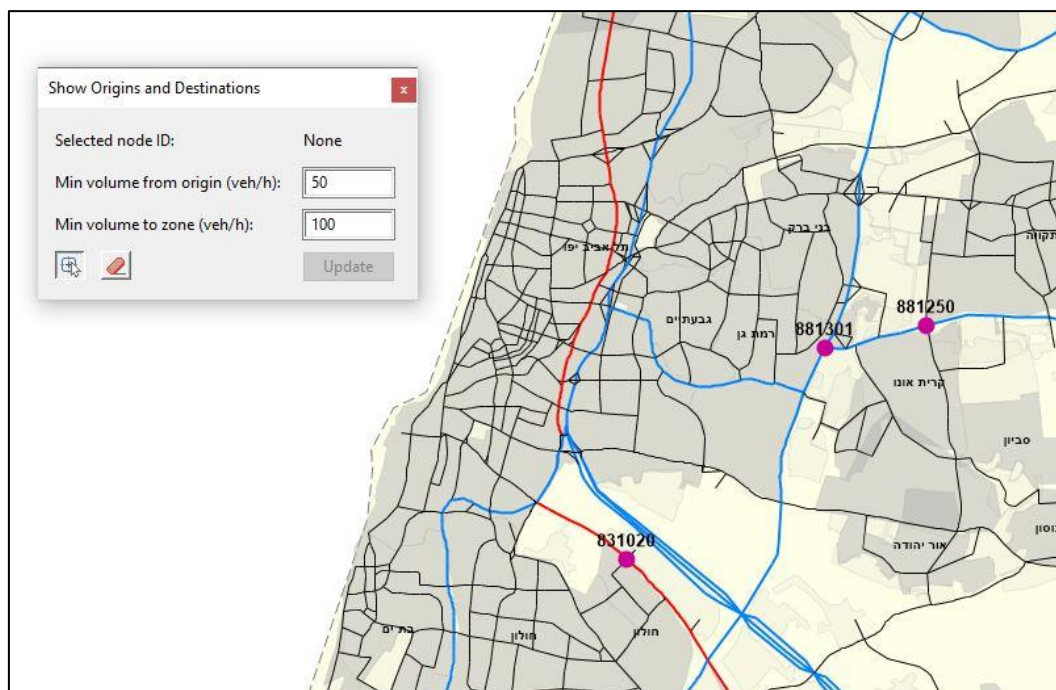 Show Origins and Destinations
x
Selected node ID: None
Min volume from origin (veh/h): 50
Min volume to zone (veh/h): 100
Update
תל אביב יפו
בני ברק
תקווה
גבעתיים
רמת גן
881301
881250
קרית אונו
סביון
וסון
אור יהודה
831020
חולון
חולון
בת ים